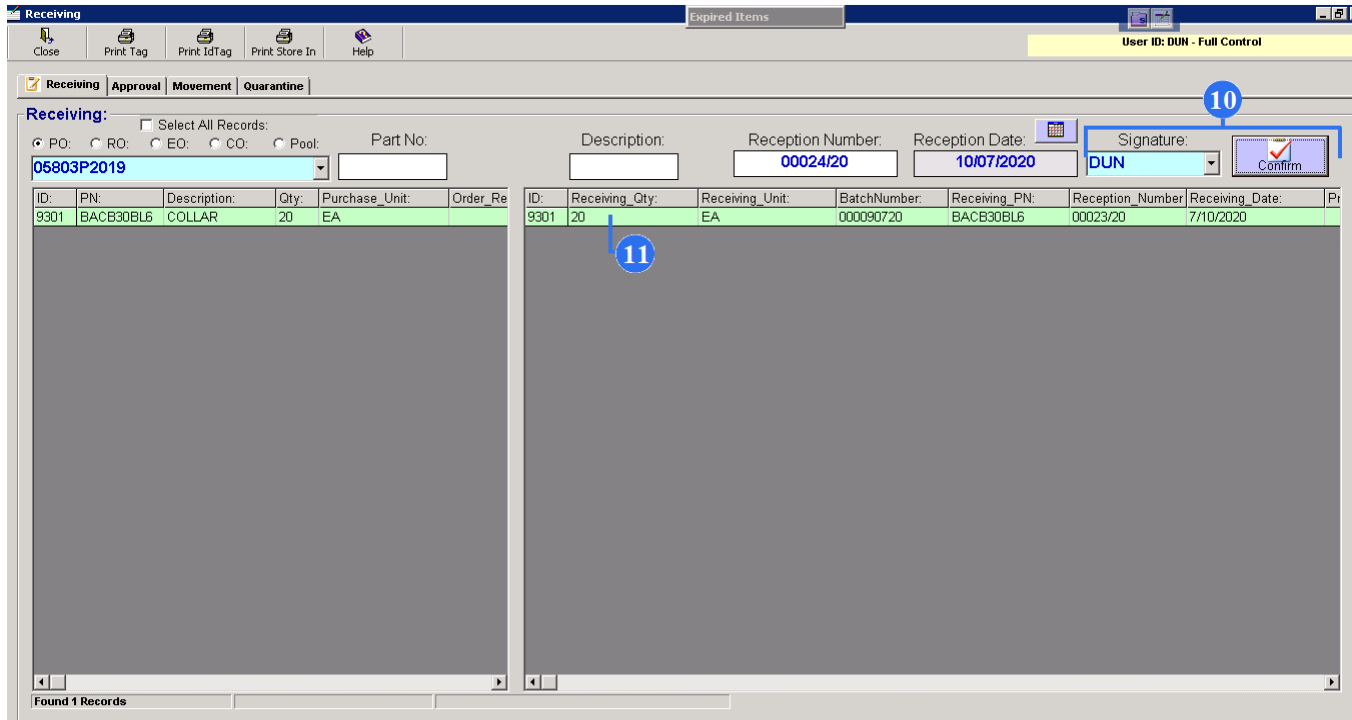 Receiving
Expired Items
Close
Print Tag
Print IdTag
Print Store In
Help
User ID: DUN - Full Control
Receiving Approval Movement Quarantine
10
Receiving:
Select All Records:
PO: RO: EO: CO: Pool:
Part No:
Description:
Reception Number:
Reception Date:
Signature:
05803P2019
00024/20
10/07/2020
DUN
Confirm
ID: PN: Description: Qty: Purchase_Unit: Order_Re
9301 BACB30BL6 COLLAR 20 EA
ID: Receiving_Qty: Receiving_Unit: BatchNumber: Receiving_PN: Reception_Number Receiving_Date: Pr
9301 20 EA 000090720 BACB30BL6 00023/20 7/10/2020
11
Found 1 Records